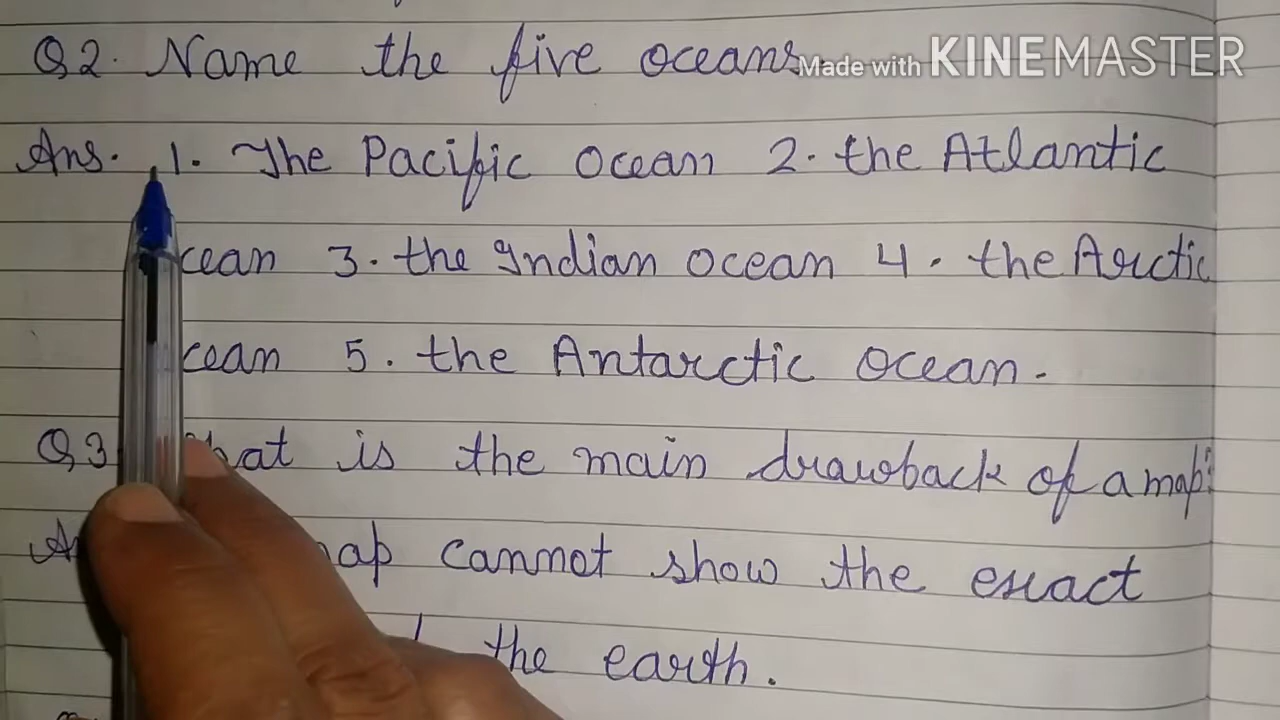 Q2. Name the five oceans.
Made with KINEMASTER
Ans. 1. The Pacific Ocean 2. the Atlantic
cean 3. the Indian Ocean 4. the Arctic
cean 5. the Antarctic Ocean.
Q3 hat is the main drawback of a map?
A ap cannot show the exact
the earth.